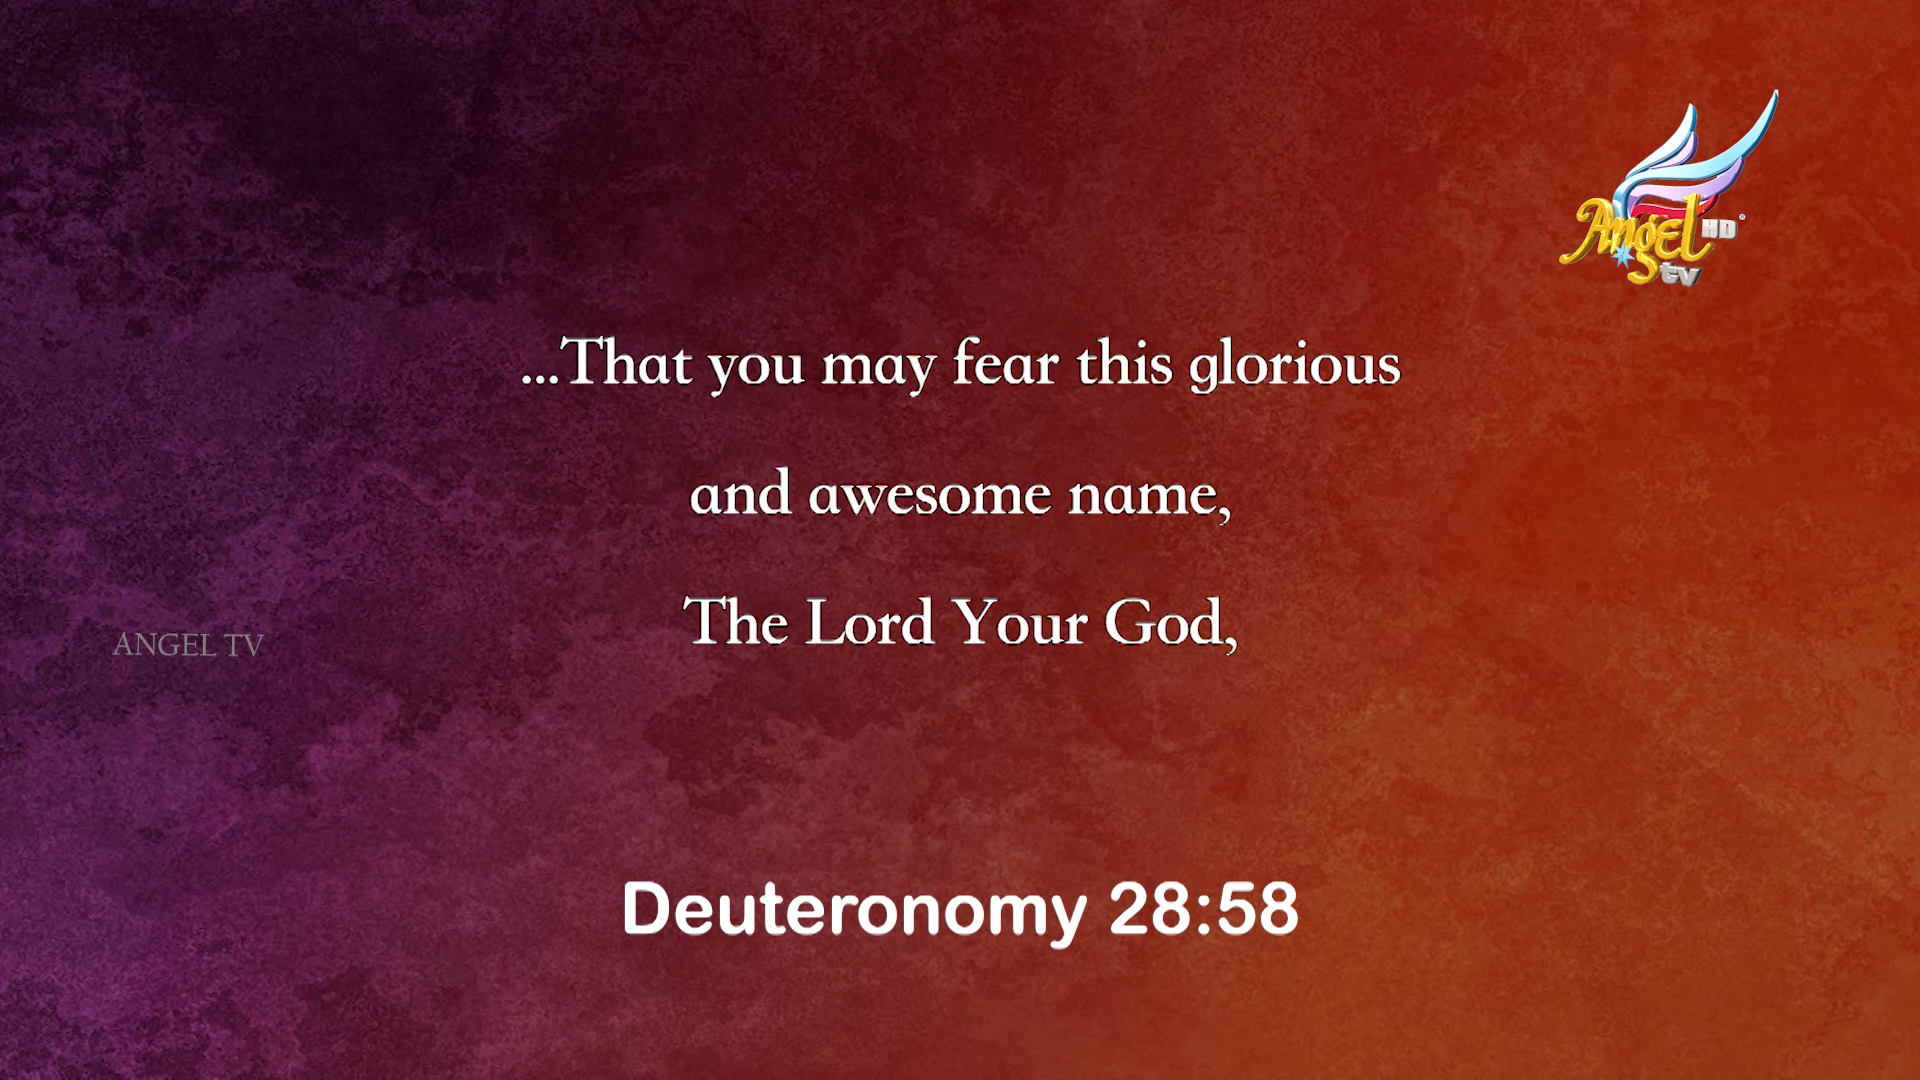 Angel HD
tv
...That you may fear this glorious
and awesome name,
The Lord Your God,
ANGEL TV
Deuteronomy 28:58